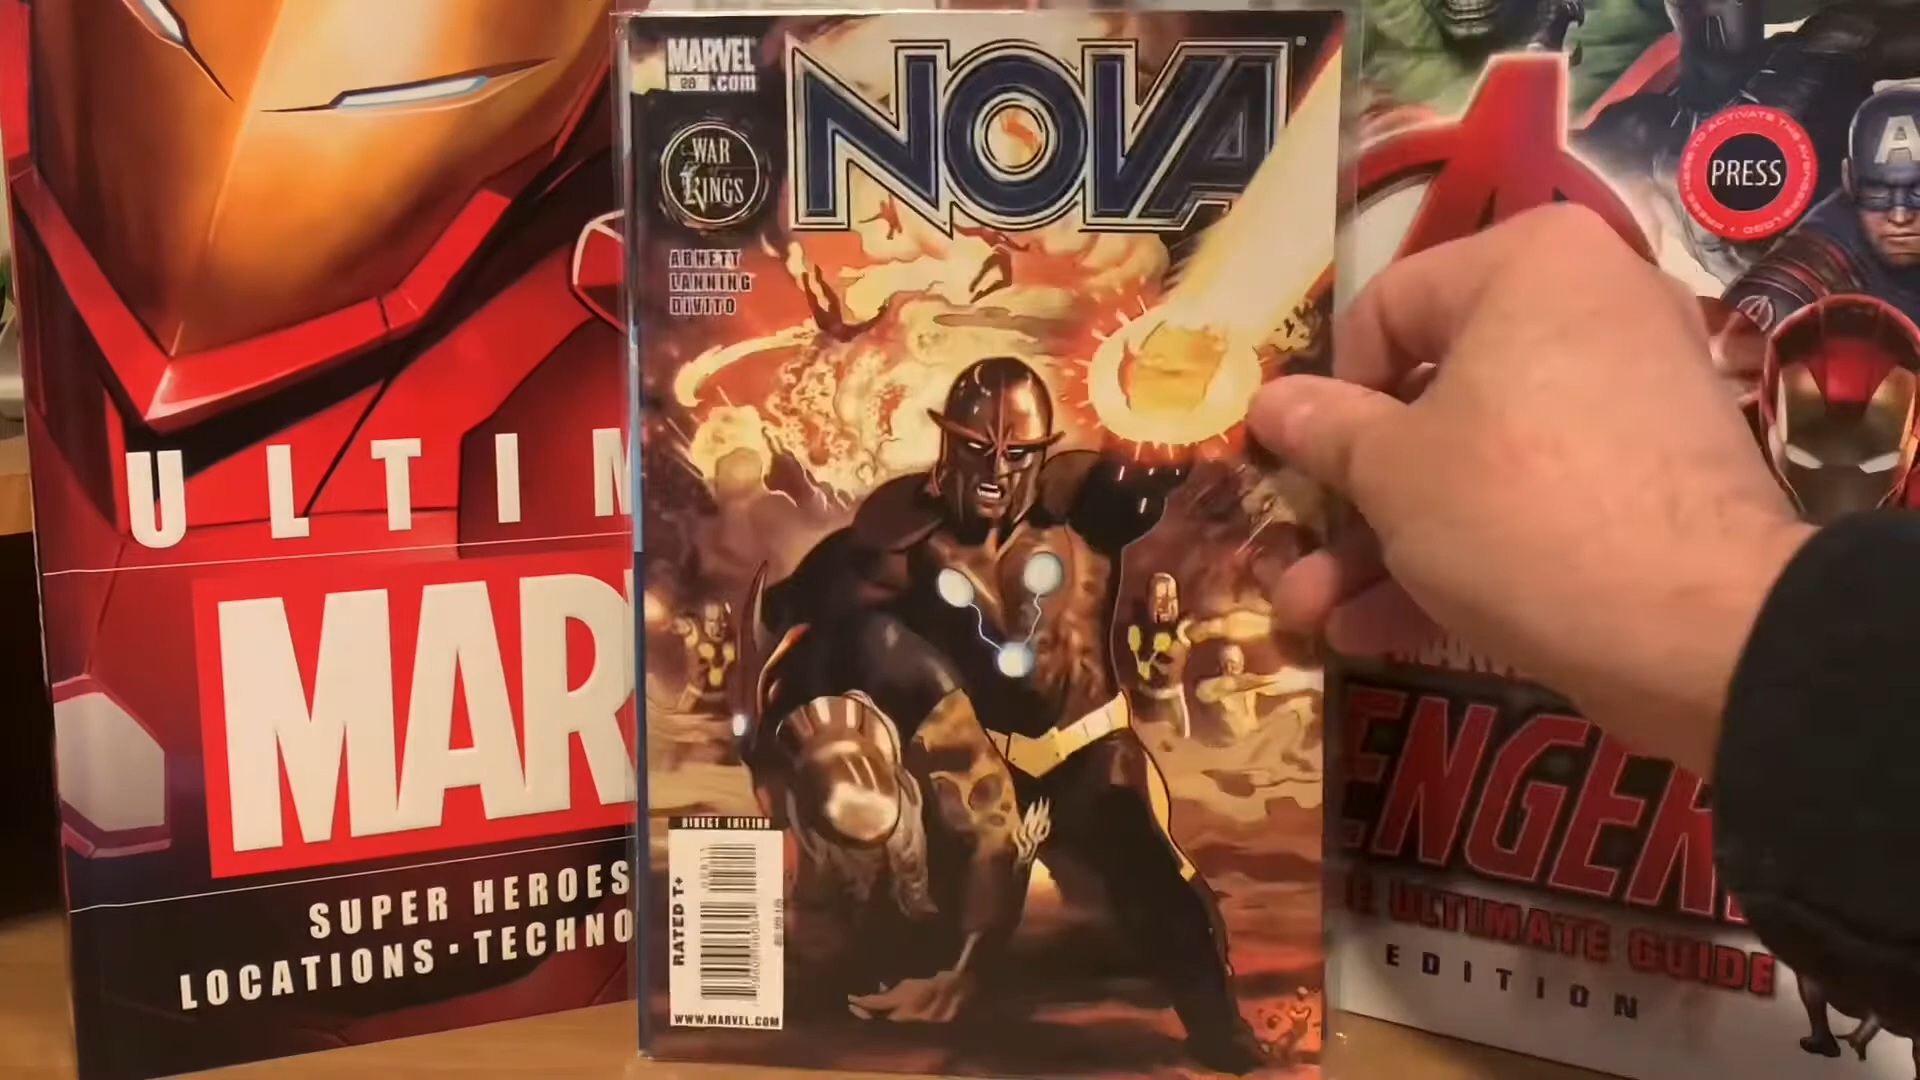 ULTIM
MAR
SUPER HEROES
LOCATIONS · TECHNO
MARVEL
28 .com
NOVA
WAR
KINGS
ABNETT
LANNING
DIVITO
DIRECT EDITION
RATED T+
WWW.MARVEL.COM
A
PRESS
ENGER
ULTIMATE GUIDE
EDITION